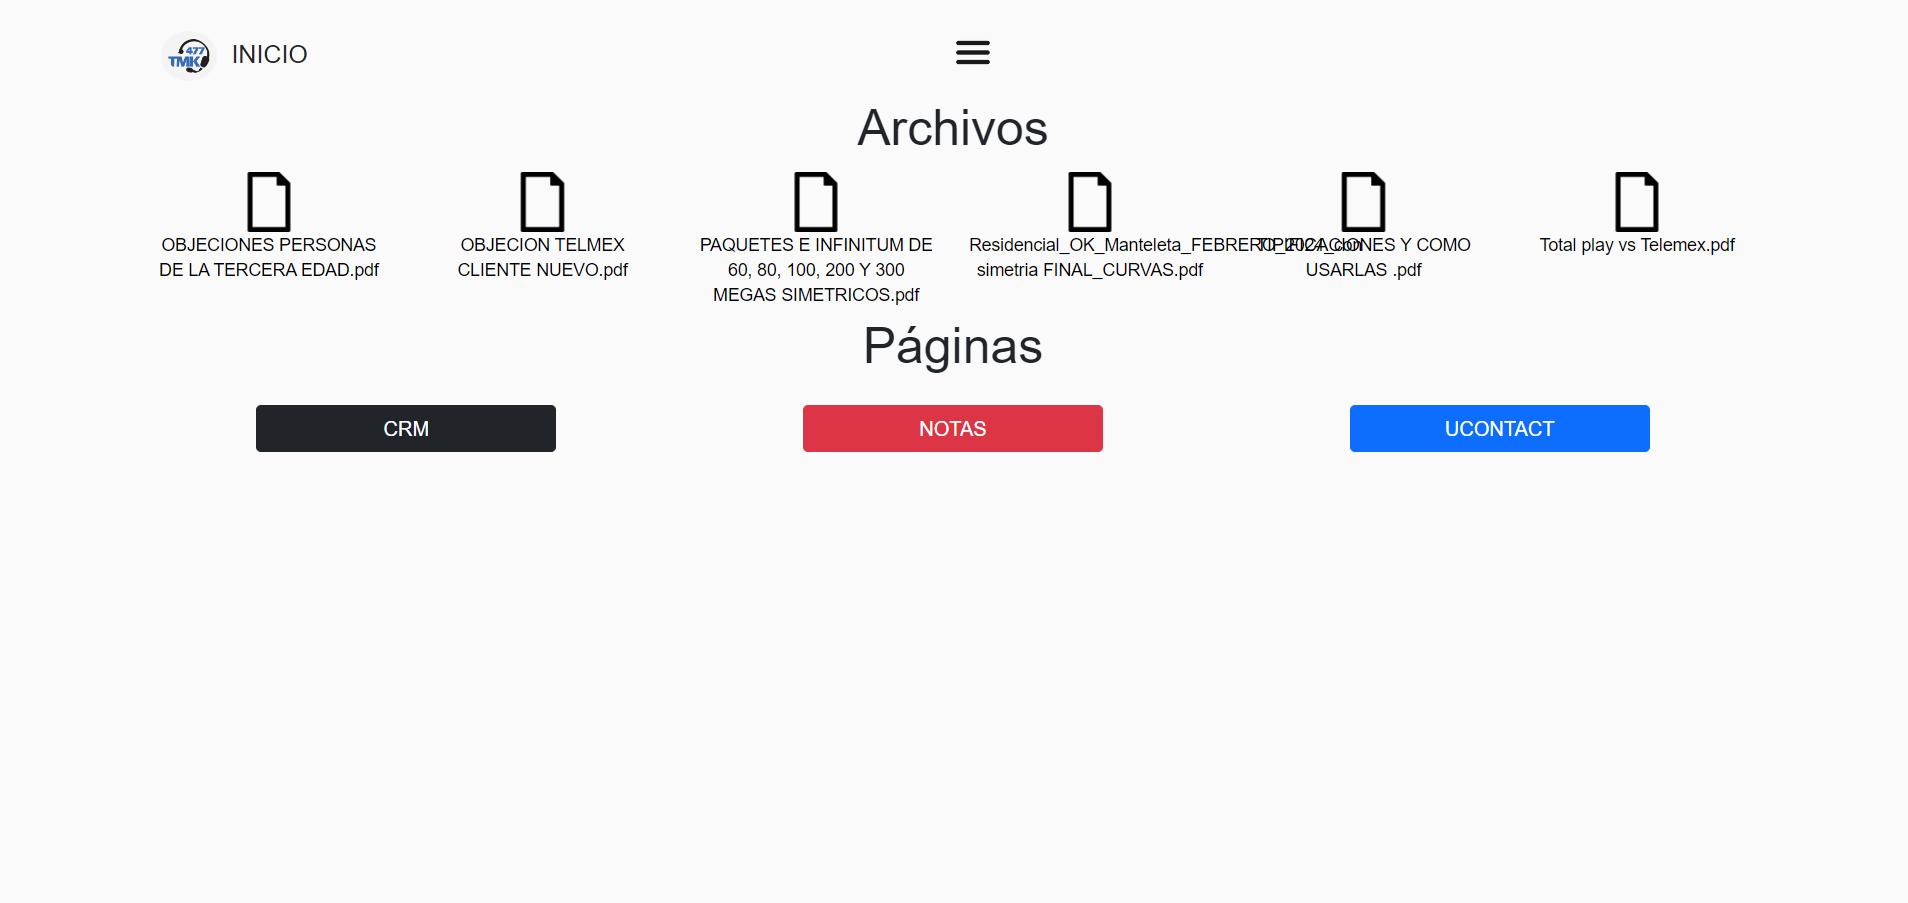 477
TMK
INICIO
Archivos
OBJECIONES PERSONAS
DE LA TERCERA EDAD.pdf
OBJECION TELMEX
CLIENTE NUEVO.pdf
PAQUETES E INFINITUM DE
60, 80, 100, 200 Y 300
MEGAS SIMETRICOS.pdf
Residencial_OK_Manteleta_FEBRERO_2024_con
simetria FINAL_CURVAS.pdf
TIPIFICACIONES Y COMO
USARLAS .pdf
Total play vs Telemex.pdf
Páginas
CRM
NOTAS
UCONTACT